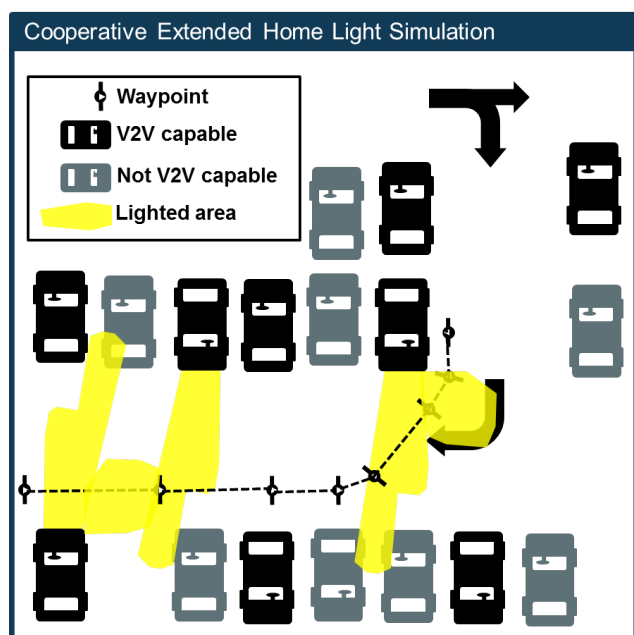 Cooperative Extended Home Light Simulation
Waypoint
V2V capable
Not V2V capable
Lighted area